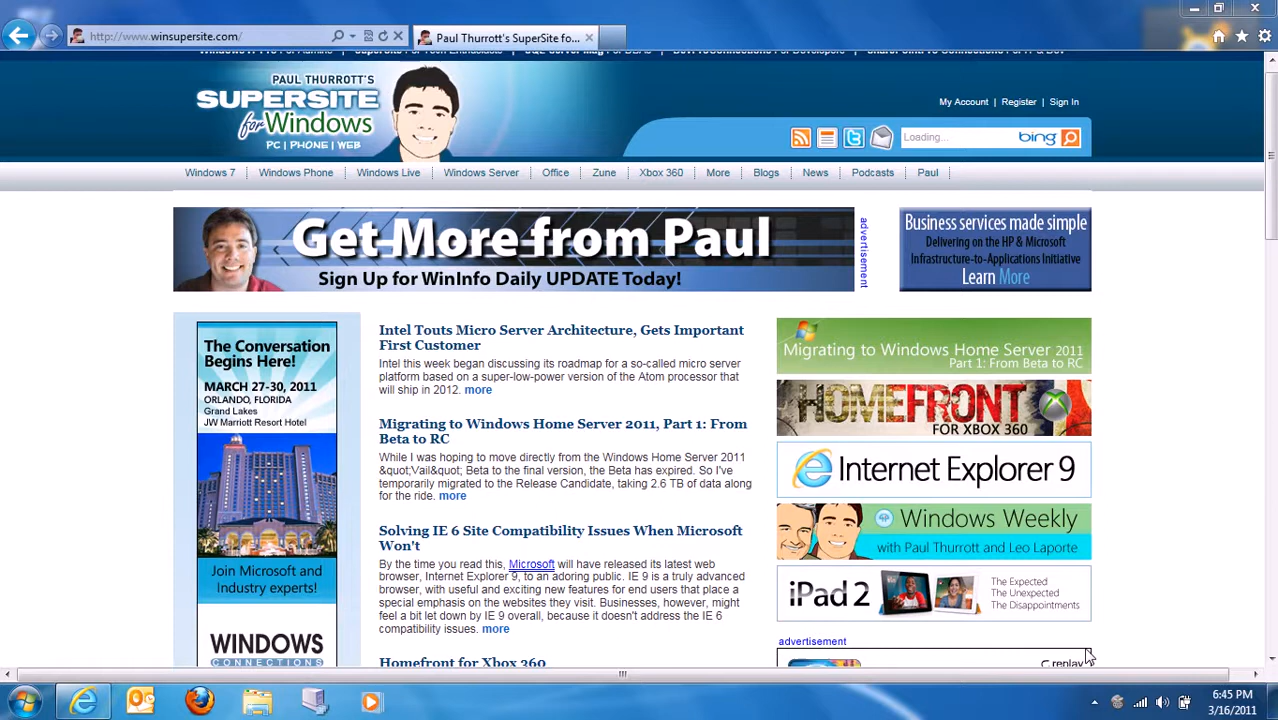 http://www.winsupersite.com/
Paul Thurrott's SuperSite fo...
PAUL THURROTT'S
SUPERSITE
for Windows
PC | PHONE | WEB
My Account | Register | Sign In
Loading...
bing
Windows 7 Windows Phone Windows Live Windows Server Office Zune Xbox 360 More Blogs News Podcasts Paul
Get More from Paul
Sign Up for WinInfo Daily UPDATE Today!
advertisement
Business services made simple
Delivering on the HP & Microsoft
Infrastructure-to-Applications Initiative
Learn More
The Conversation
Begins Here!
MARCH 27-30, 2011
ORLANDO, FLORIDA
Grand Lakes
JW Marriott Resort Hotel
Join Microsoft and
Industry experts!
WINDOWS
CONNECTIONS
Intel Touts Micro Server Architecture, Gets Important
First Customer
Intel this week began discussing its roadmap for a so-called micro server
platform based on a super-low-power version of the Atom processor that
will ship in 2012. more
Migrating to Windows Home Server 2011, Part 1: From
Beta to RC
While I was hoping to move directly from the Windows Home Server 2011
&quot;Vail&quot; Beta to the final version, the Beta has expired. So I've
temporarily migrated to the Release Candidate, taking 2.6 TB of data along
for the ride. more
Solving IE 6 Site Compatibility Issues When Microsoft
Won't
By the time you read this, Microsoft will have released its latest web
browser, Internet Explorer 9, to an adoring public. IE 9 is a truly advanced
browser, with useful and exciting new features for end users that place a
special emphasis on the websites they visit. Businesses, however, might
feel a bit let down by IE 9 overall, because it doesn't address the IE 6
compatibility issues. more
Homefront for Xbox 360
Migrating to Windows Home Server 2011
Part 1: From Beta to RC
HOMEFRONT
FOR XBOX 360
Internet Explorer 9
Windows Weekly
with Paul Thurrott and Leo Laporte
iPad 2
The Expected
The Unexpected
The Disappointments
advertisement
replay
6:45 PM
3/16/2011